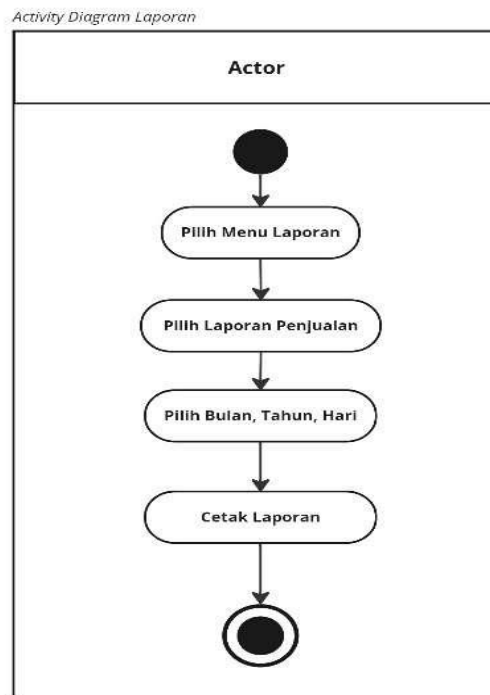 Activity Diagram Laporan
Actor
Pilih Menu Laporan
Pilih Laporan Penjualan
Pilih Bulan, Tahun, Hari
Cetak Laporan